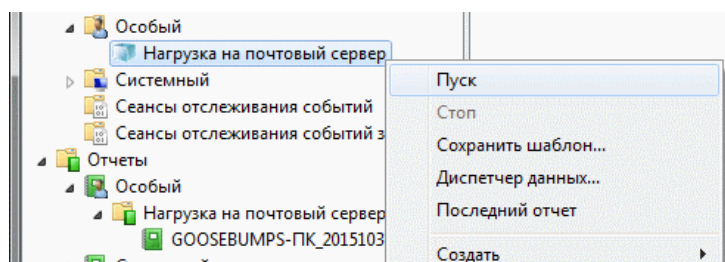 Особый
Нагрузка на почтовый сервер
Системный
Сеансы отслеживания событий
Сеансы отслеживания событий з
Отчеты
Особый
Нагрузка на почтовый сервер
GOOSEBUMPS-ПК_2015103
Пуск
Стоп
Сохранить шаблон...
Диспетчер данных...
Последний отчет
Создать